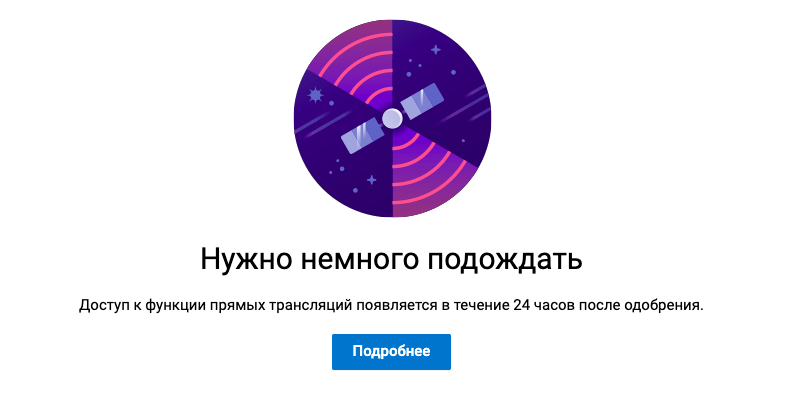 Нужно немного подождать
Доступ к функции прямых трансляций появляется в течение 24 часов после одобрения.
Подробнее